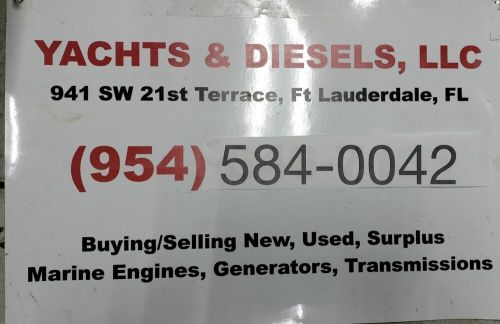 YACHTS & DIESELS, LLC
941 SW 21st Terrace, Ft Lauderdale, FL
(954) 584-0042
Buying/Selling New, Used, Surplus
Marine Engines, Generators, Transmissions